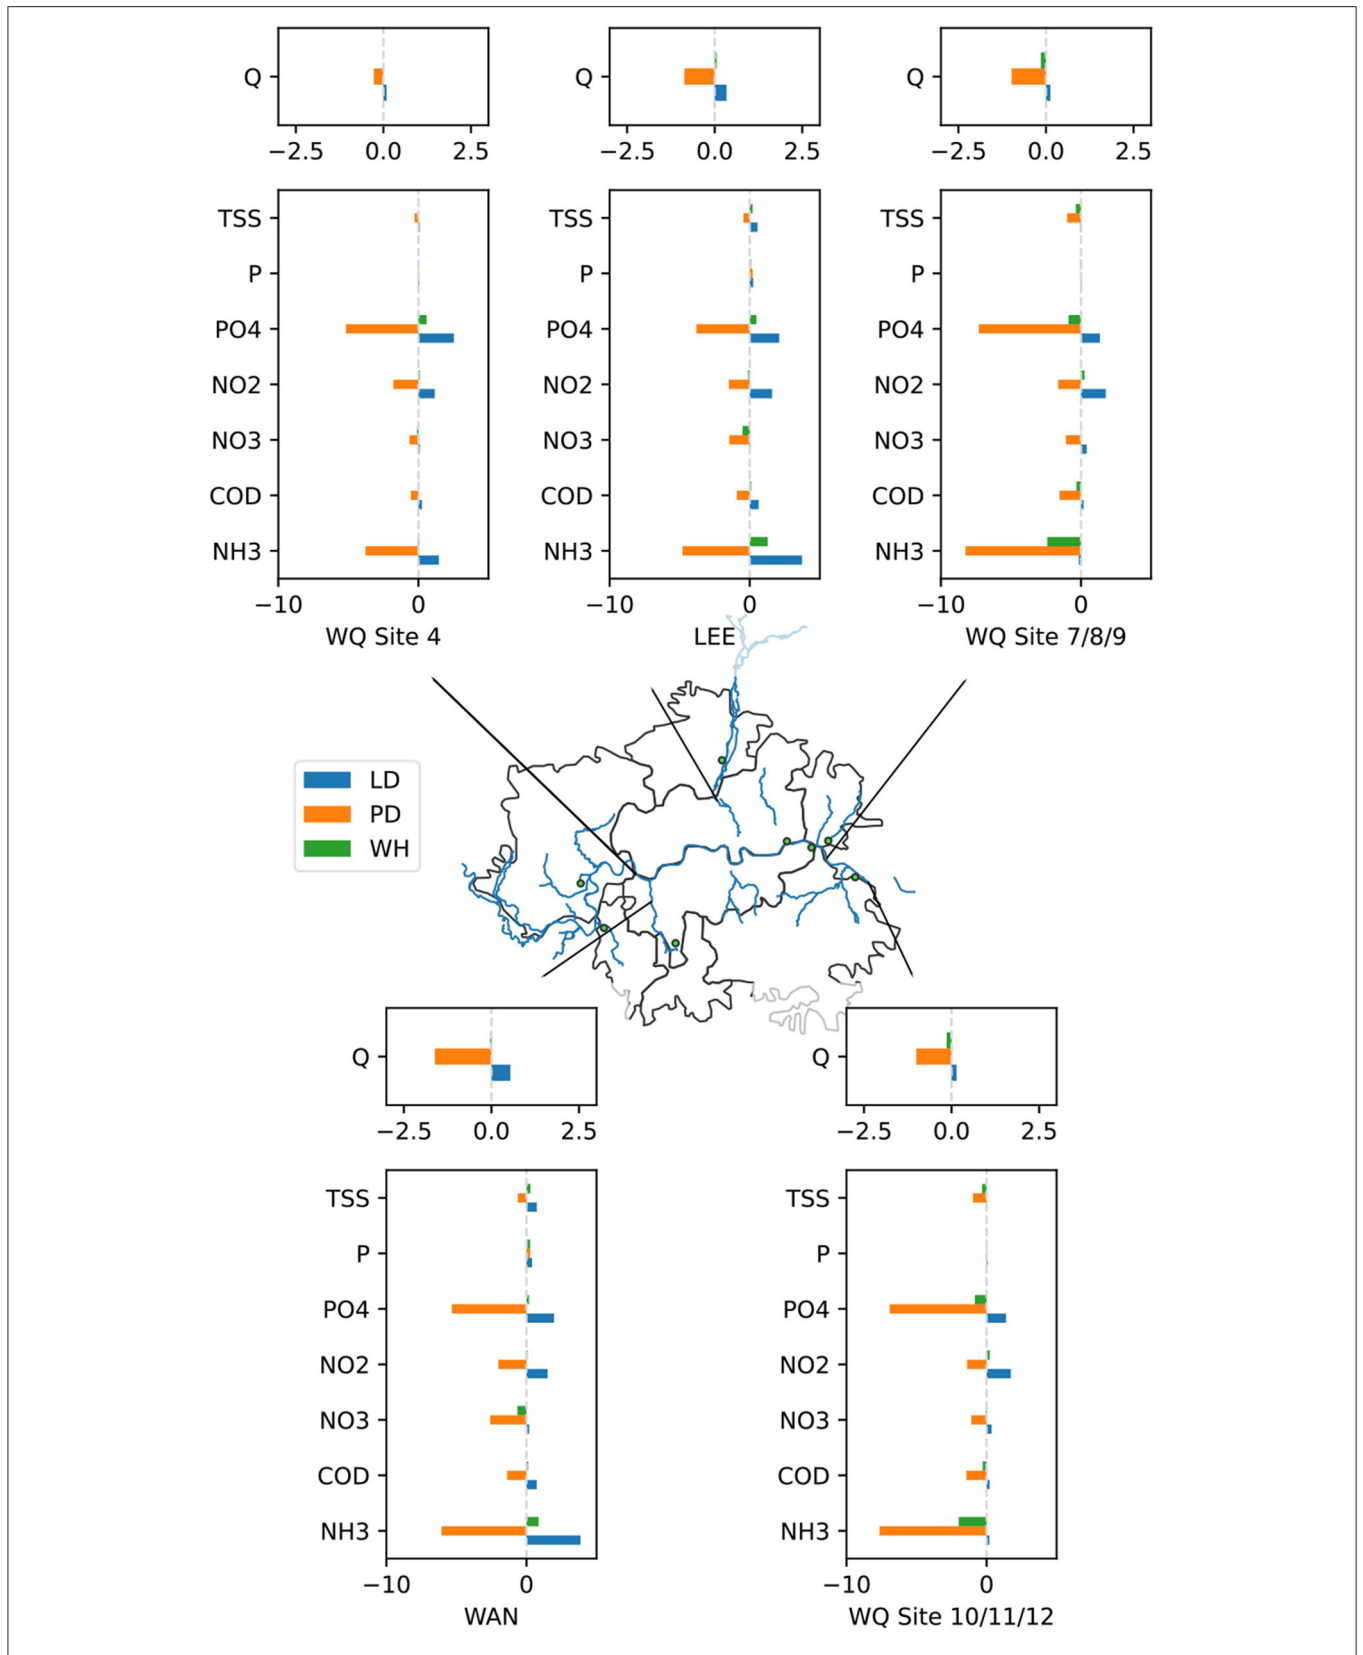 Q
−2.5 0.0 2.5
TSS
P
PO4
NO2
NO3
COD
NH3
−10 0
WQ Site 4
Q
−2.5 0.0 2.5
TSS
P
PO4
NO2
NO3
COD
NH3
−10 0
LEE
Q
−2.5 0.0 2.5
TSS
P
PO4
NO2
NO3
COD
NH3
−10 0
WQ Site 7/8/9
LD
PD
WH
Q
−2.5 0.0 2.5
TSS
P
PO4
NO2
NO3
COD
NH3
−10 0
WAN
Q
−2.5 0.0 2.5
TSS
P
PO4
NO2
NO3
COD
NH3
−10 0
WQ Site 10/11/12